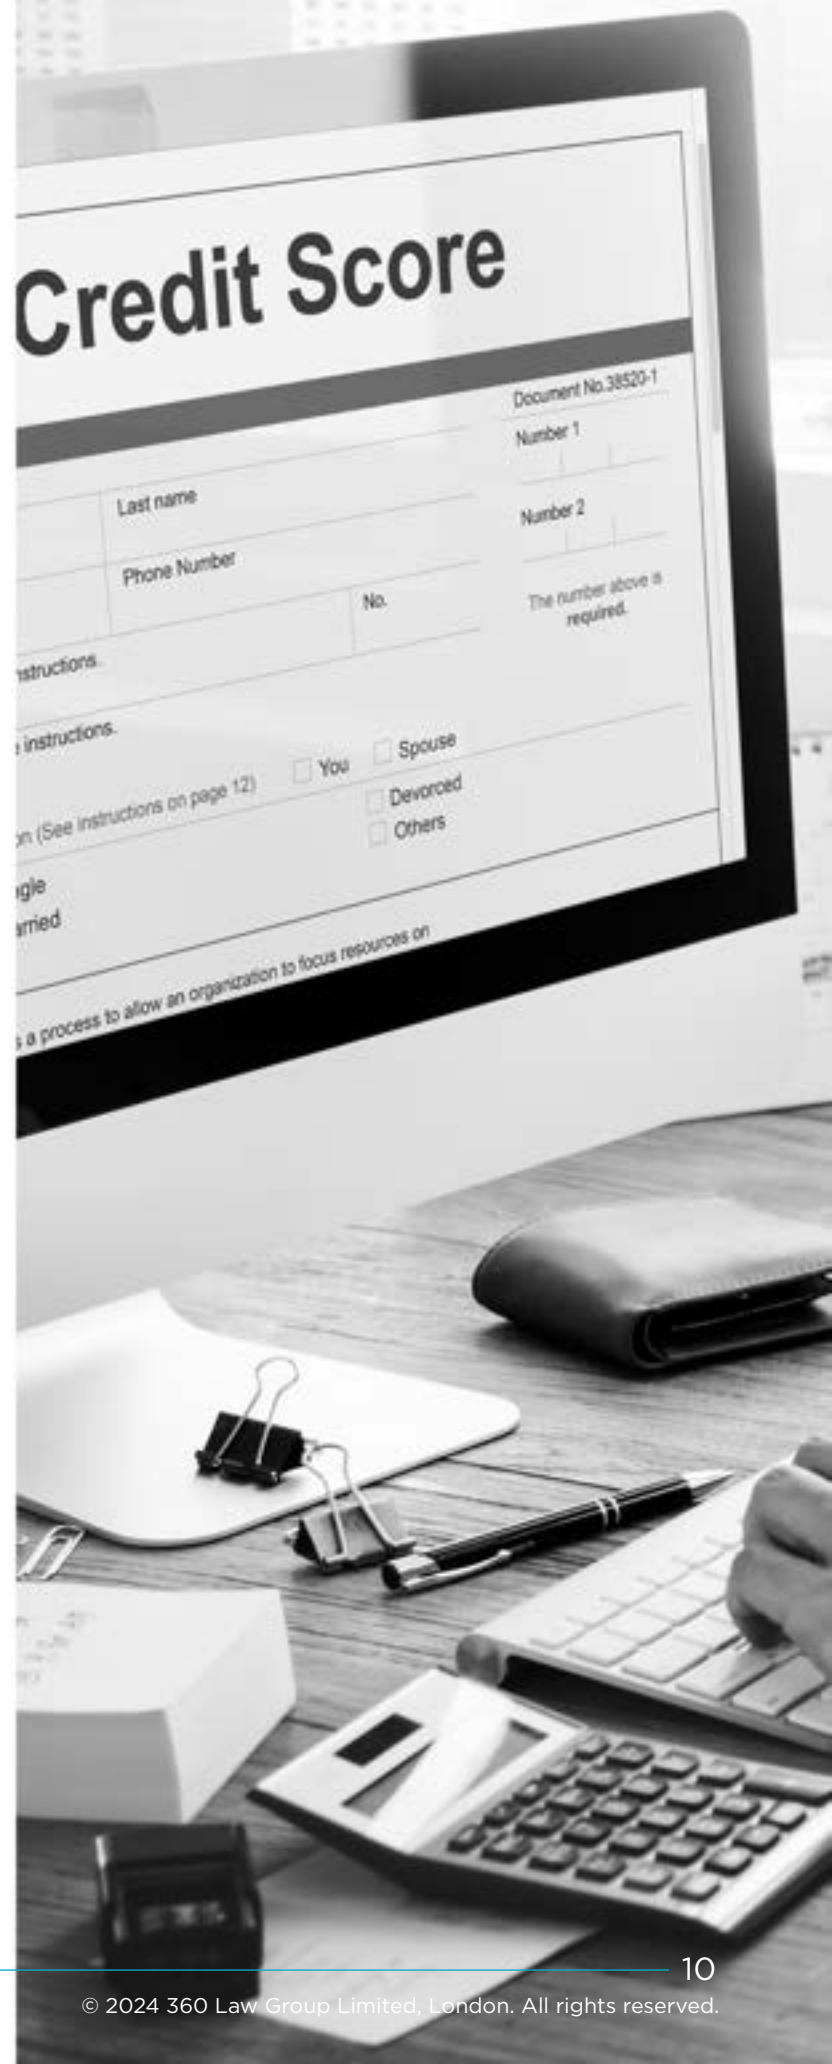 Credit Score
Document No.38520-1
Number 1
Last name
Number 2
Phone Number
No.
The number above is
required.
nstructions.
instructions.
You
Spouse
on (See instructions on page 12)
Devorced
Others
gle
arried
s a process to allow an organization to focus resources on
10
© 2024 360 Law Group Limited, London. All rights reserved.